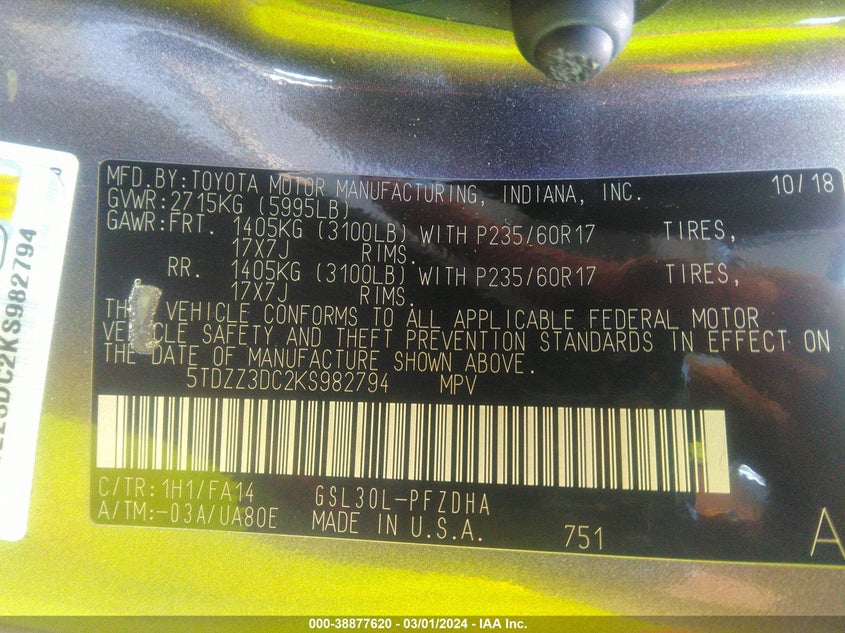 MFD.BY:TOYOTA MOTOR MANUFACTURING, INDIANA, INC. 10/18
GVWR:2715KG (5995LB)
GAWR:FRT. 1405KG (3100LB) WITH P235/60R17 TIRES,
17X7J RIMS.
RR. 1405KG (3100LB) WITH P235/60R17 TIRES,
17X7J RIMS.
VEHICLE CONFORMS TO ALL APPLICABLE FEDERAL MOTOR
SAFETY AND THEFT PREVENTION STANDARDS IN EFFECT ON
THE DATE OF MANUFACTURE SHOWN ABOVE.
5TDZZ3DC2KS982794 MPV
C/TR:1H1/FA14 GSL30L-PFZDHA
A/TM:-03A/UA80E MADE IN U.S.A. 751 A
DC2KS982794
000-38877620 - 03/01/2024 - IAA Inc.